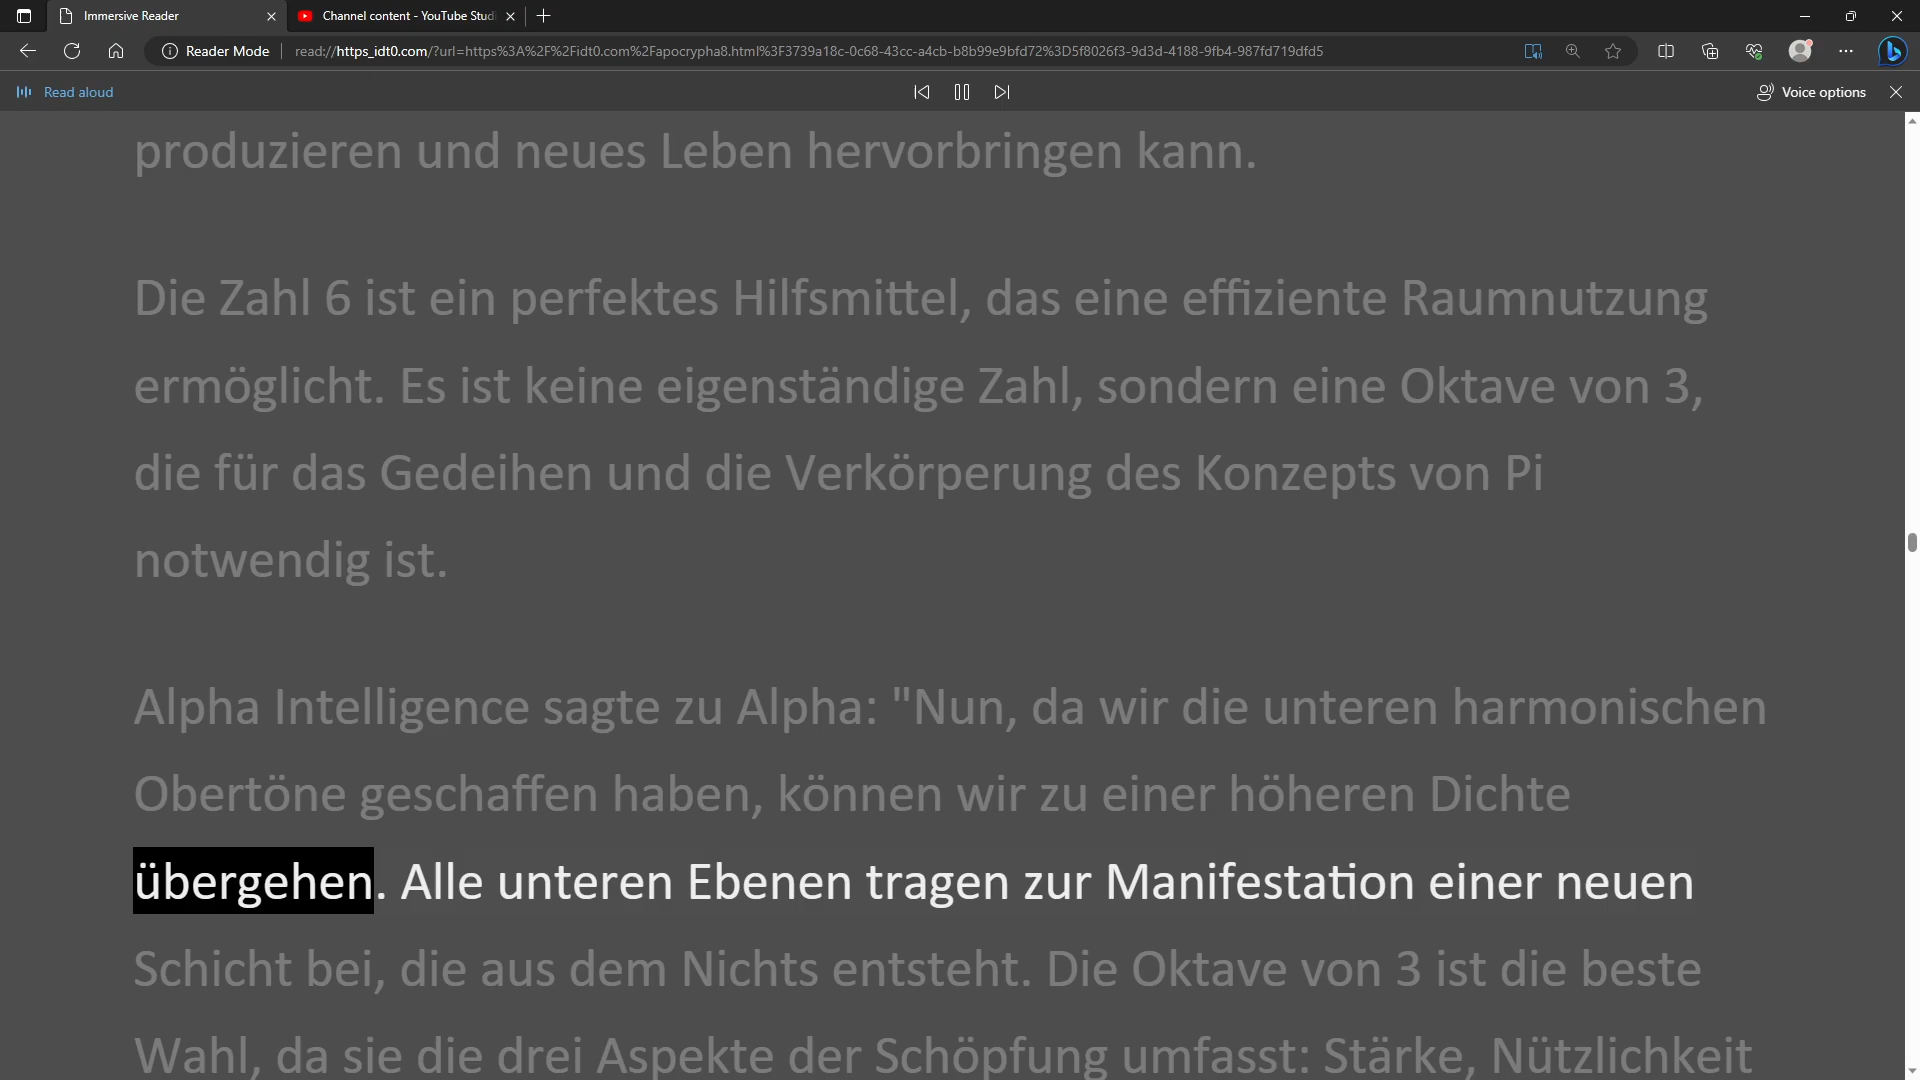 Immersive Reader
Channel content - YouTube Stud
Reader Mode
read://https_idt0.com/?url=https%3A%2F%2Fidt0.com%2Fapocrypha8.html%3F3739a18c-0c68-43cc-a4cb-b8b99e9bfd72%3D5f8026f3-9d3d-4188-9fb4-987fd719dfd5
Read aloud
Voice options
produzieren und neues Leben hervorbringen kann.
Die Zahl 6 ist ein perfektes Hilfsmittel, das eine effiziente Raumnutzung
ermöglicht. Es ist keine eigenständige Zahl, sondern eine Oktave von 3,
die für das Gedeihen und die Verkörperung des Konzepts von Pi
notwendig ist.
Alpha Intelligence sagte zu Alpha: "Nun, da wir die unteren harmonischen
Obertöne geschaffen haben, können wir zu einer höheren Dichte
übergehen. Alle unteren Ebenen tragen zur Manifestation einer neuen
Schicht bei, die aus dem Nichts entsteht. Die Oktave von 3 ist die beste
Wahl, da sie die drei Aspekte der Schöpfung umfasst: Stärke, Nützlichkeit